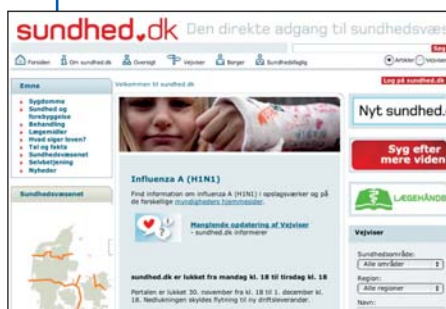 sundhed.dk Den direkte adgang til sundhedsvæs
Søg
Forsiden Om sundhed.dk Oversigt Vejviser Borger Sundhedsfaglig
Artikler Vejviser
Emne
Sygdomme
Sundhed og
forebyggelse
Behandling
Lægemidler
Hvad siger loven?
Tal og fakta
Sundhedsvæsenet
Selvbetjening
Nyheder
Sundhedsvæsenet
Velkommen til sundhed.dk
Influenza A (H1N1)
Find information om influenza A (H1N1) i opslagsværker og på
de forskellige myndigheders hjemmesider.
Manglende opdatering af Vejviser
- sundhed.dk informerer
sundhed.dk er lukket fra mandag kl. 18 til tirsdag kl. 18
Portalen er lukket 30. november fra kl. 18 til 1. december kl.
18. Nedlukningen skyldes flytning til ny driftsleverandør.
Log på sundhed.dk
Nyt sundhed.
Syg efter
mere viden
LÆGEHÅNDB
Vejviser
Sundhedsområde:
Alle områder
Region:
Alle regioner
Navn: